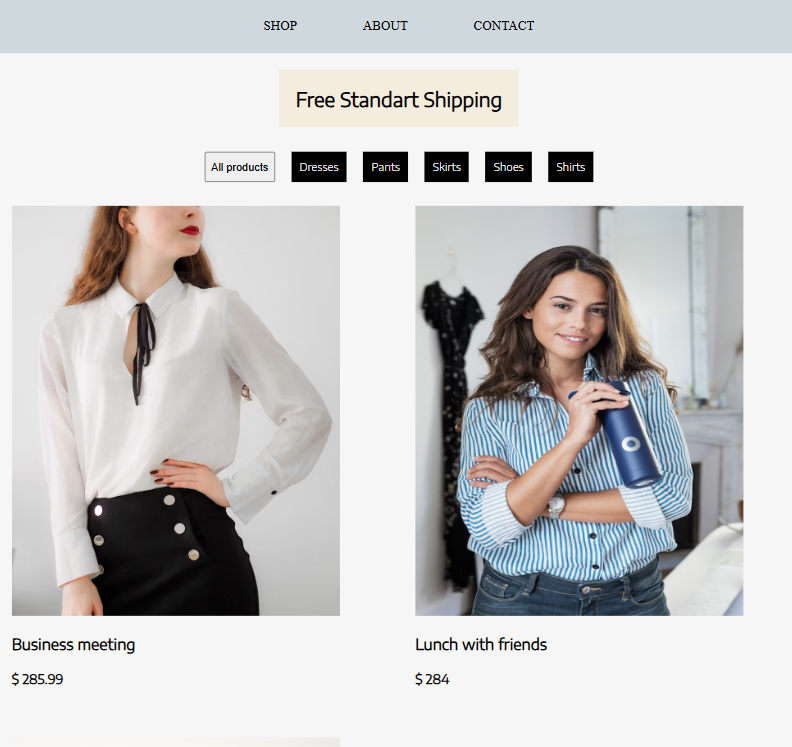 SHOP ABOUT CONTACT
Free Standart Shipping
All products Dresses Pants Skirts Shoes Shirts
Business meeting Lunch with friends
$ 285.99 $ 284